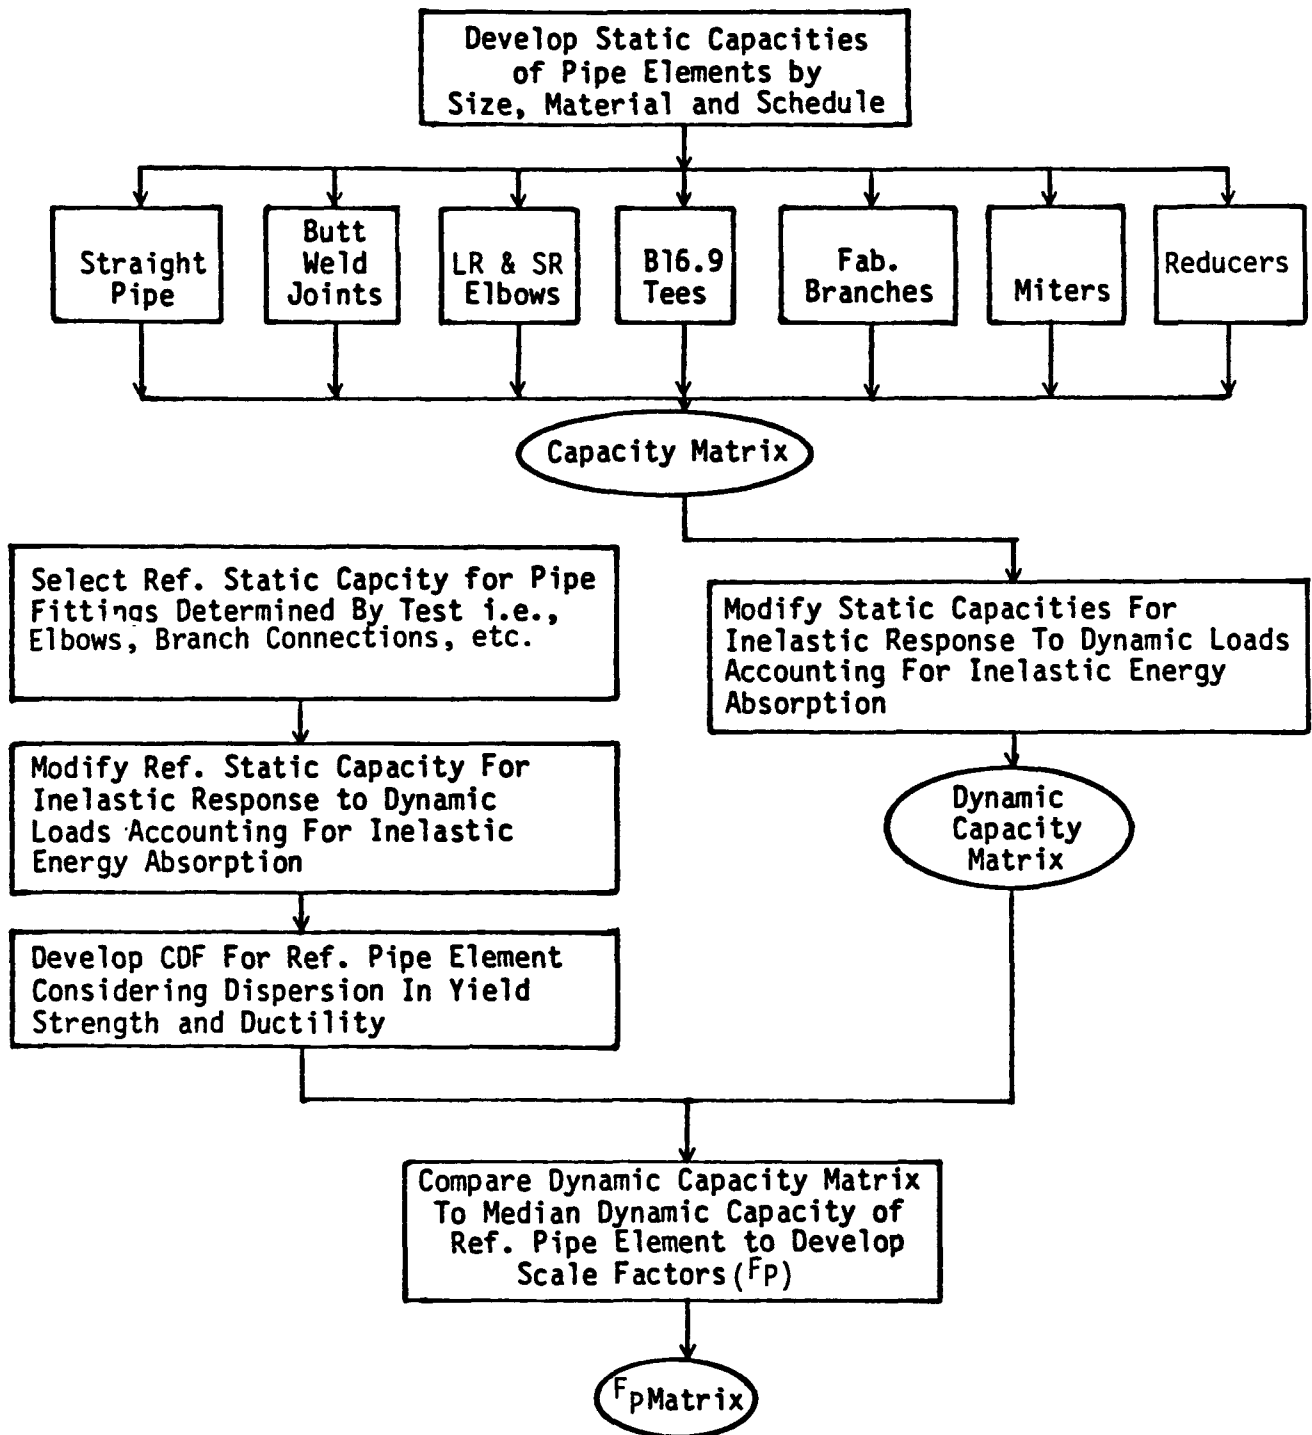 Develop Static Capacities
of Pipe Elements by
Size, Material and Schedule
Straight
Pipe
Butt
Weld
Joints
LR & SR
Elbows
B16.9
Tees
Fab.
Branches
Miters
Reducers
Capacity Matrix
Select Ref. Static Capcity for Pipe
Fittings Determined By Test i.e.,
Elbows, Branch Connections, etc.
Modify Static Capacities For
Inelastic Response To Dynamic Loads
Accounting For Inelastic Energy
Absorption
Modify Ref. Static Capacity For
Inelastic Response to Dynamic
Loads Accounting For Inelastic
Energy Absorption
Dynamic
Capacity
Matrix
Develop CDF For Ref. Pipe Element
Considering Dispersion In Yield
Strength and Ductility
Compare Dynamic Capacity Matrix
To Median Dynamic Capacity of
Ref. Pipe Element to Develop
Scale Factors (FP)
FP Matrix